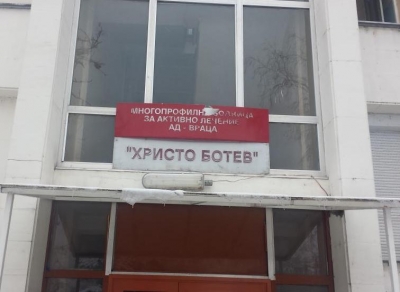 МНОГОПРОФИЛНА БОЛНИЦА
ЗА АКТИВНО ЛЕЧЕНИЕ
АД - ВРАЦА
"ХРИСТО БОТЕВ"